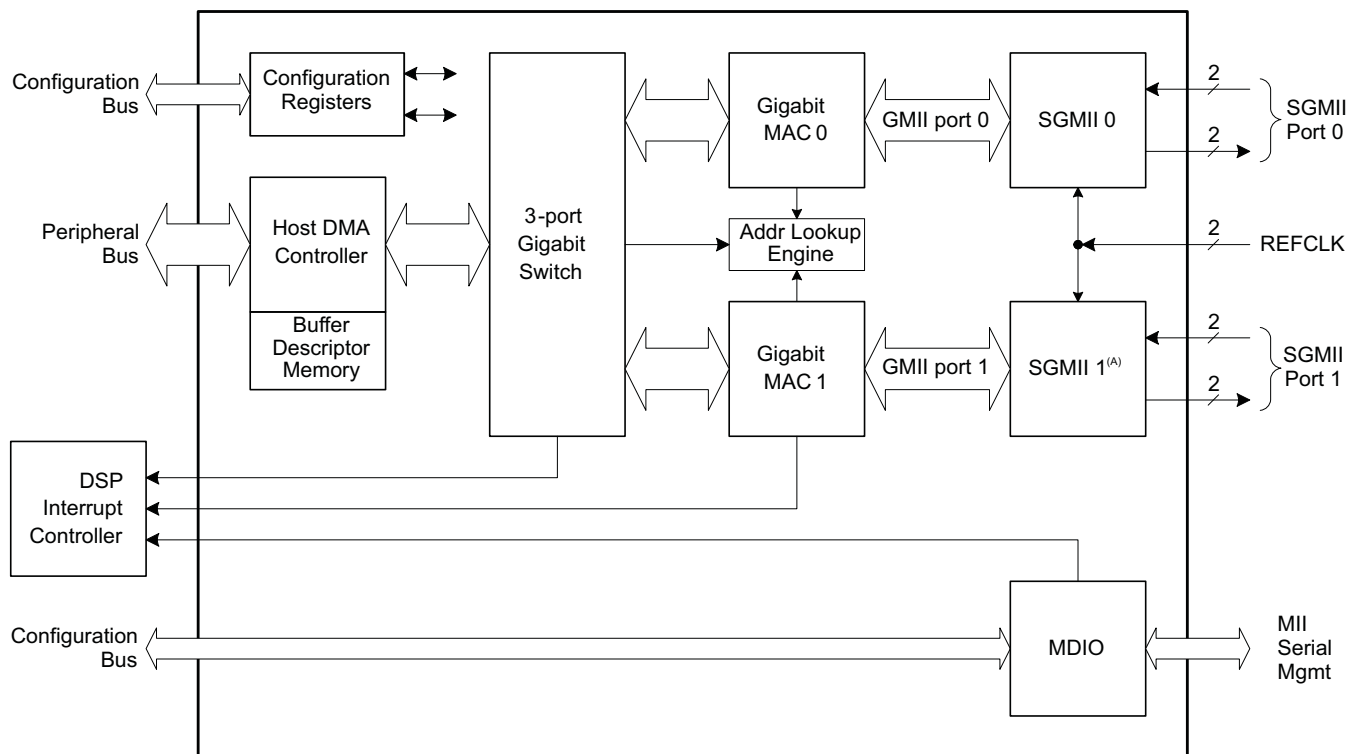 Configuration
Bus
Configuration
Registers
Peripheral
Bus
Host DMA
Controller
Buffer
Descriptor
Memory
3-port
Gigabit
Switch
Gigabit
MAC 0
GMII port 0
SGMII 0
2
2
SGMII
Port 0
Addr Lookup
Engine
2
REFCLK
Gigabit
MAC 1
GMII port 1
SGMII 1(A)
2
2
SGMII
Port 1
DSP
Interrupt
Controller
Configuration
Bus
MDIO
MII
Serial
Mgmt